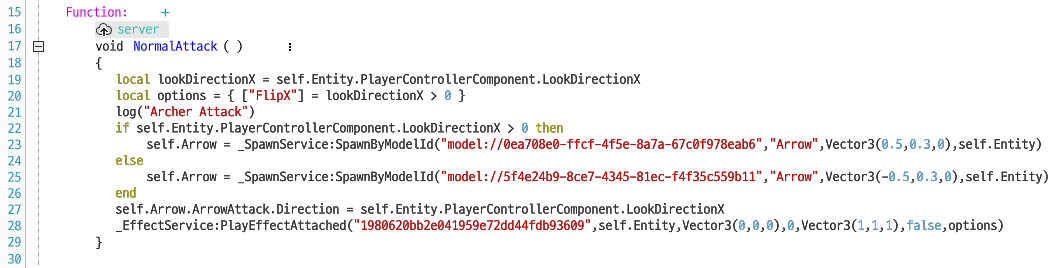 15 Function: +
16 server
17 void NormalAttack ( )
18 {
19 local lookDirectionX = self.Entity.PlayerControllerComponent.LookDirectionX
20 local options = { ["FlipX"] = lookDirectionX > 0 }
21 log("Archer Attack")
22 if self.Entity.PlayerControllerComponent.LookDirectionX > 0 then
23 self.Arrow = _SpawnService:SpawnByModelId("model://0ea708e0-ffcf-4f5e-8a7a-67c0f978eab6","Arrow",Vector3(0.5,0.3,0),self.Entity)
24 else
25 self.Arrow = _SpawnService:SpawnByModelId("model://5f4e24b9-8ce7-4345-81ec-f4f35c559b11","Arrow",Vector3(-0.5,0.3,0),self.Entity)
26 end
27 self.Arrow.ArrowAttack.Direction = self.Entity.PlayerControllerComponent.LookDirectionX
28 _EffectService:PlayEffectAttached("1980620bb2e041959e72dd44fdb93609",self.Entity,Vector3(0,0,0),0,Vector3(1,1,1),false,options)
29 }
30